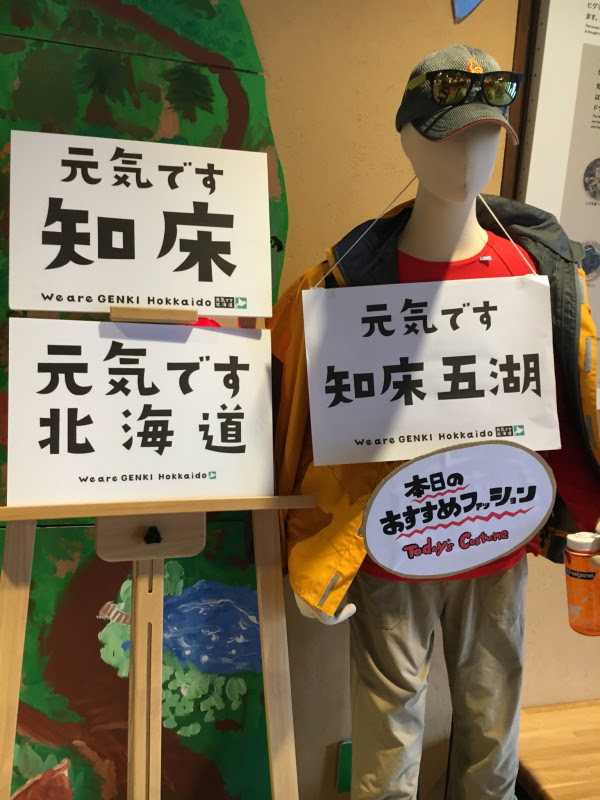 元気です
知床
We are GENKI Hokkaido
元気です
北海道
We are GENKI Hokkaido
元気です
知床五湖
We are GENKI Hokkaido
本日の
おすすめファッション
Today's Costume